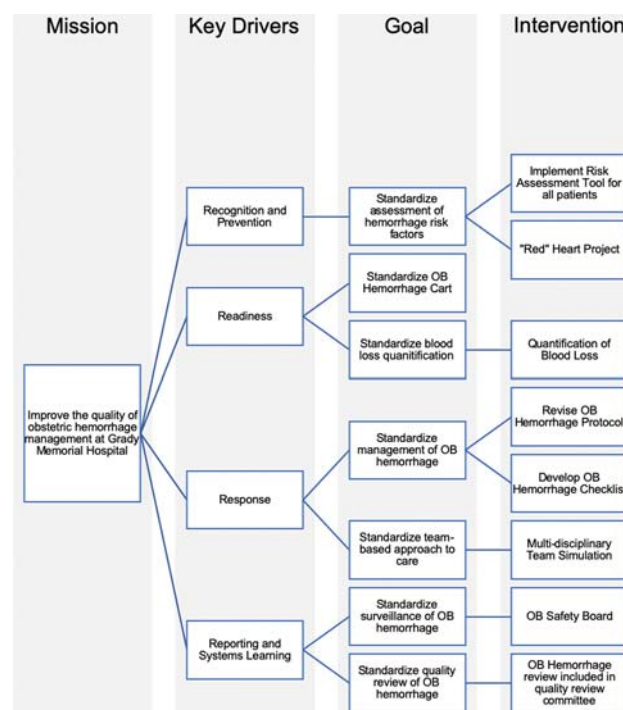 Mission
Key Drivers
Goal
Intervention
Improve the quality of
obstetric hemorrhage
management at Grady
Memorial Hospital
Recognition and
Prevention
Readiness
Response
Reporting and
Systems Learning
Standardize
assessment of
hemorrhage risk
factors
Standardize OB
Hemorrhage Cart
Standardize blood
loss quanitification
Standardize
management of OB
hemorrhage
Standardize team-
based approach to
care
Standardize
surveillance of OB
hemorrhage
Standardize quality
review of OB
hemorrhage
Implement Risk
Assessment Tool for
all patients
"Red" Heart Project
Quantification of
Blood Loss
Revise OB
Hemorrhage Protocol
Develop OB
Hemorrhage Checklist
Multi-disciplinary
Team Simulation
OB Safety Board
OB Hemorrhage
review included in
quality review
committee